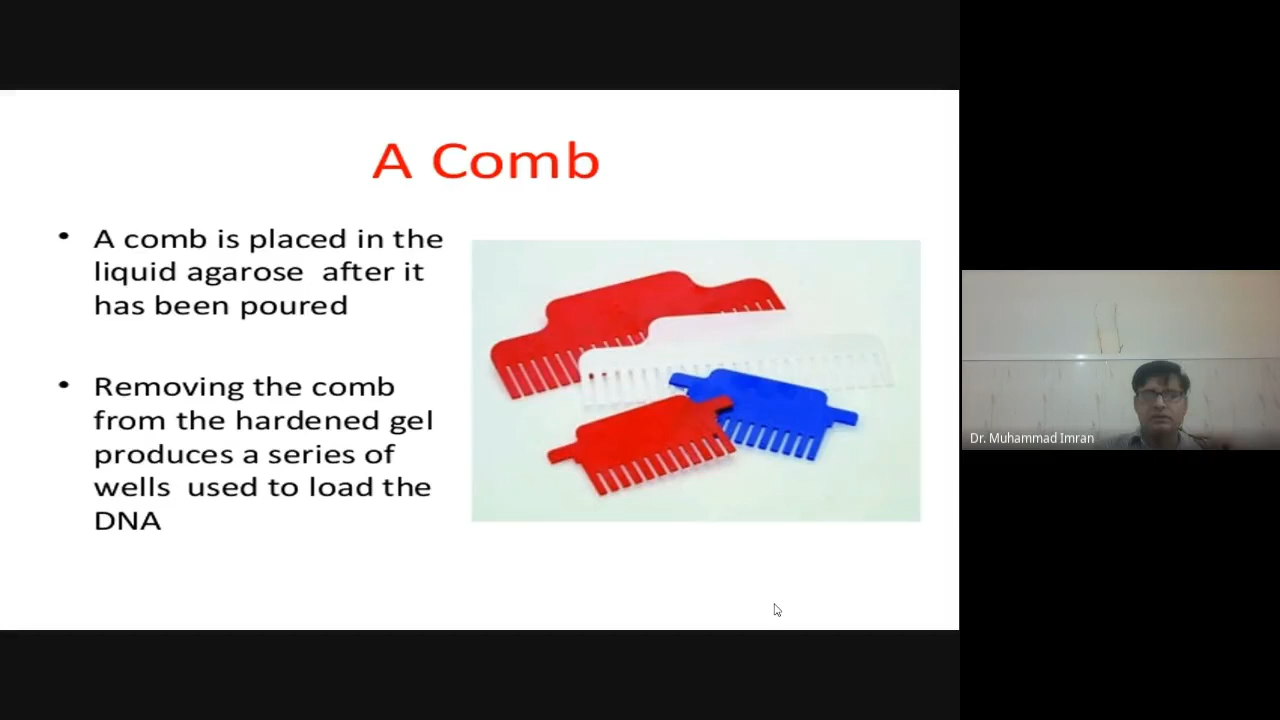 A Comb
• A comb is placed in the
liquid agarose after it
has been poured
• Removing the comb
from the hardened gel
produces a series of
wells used to load the
DNA
Dr. Muhammad Imran